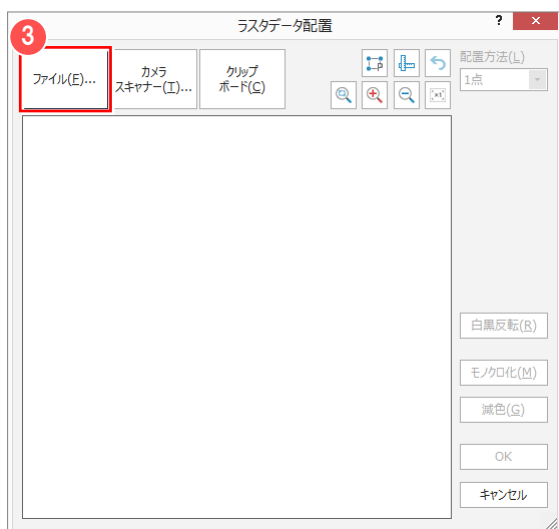 ラスタデータ配置
?
×
3
ファイル(F)...
カメラ
スキャナー(T)...
クリップ
ボード(C)
P
×1
配置方法(L)
1点
白黒反転(R)
モノクロ化(M)
減色(G)
OK
キャンセル